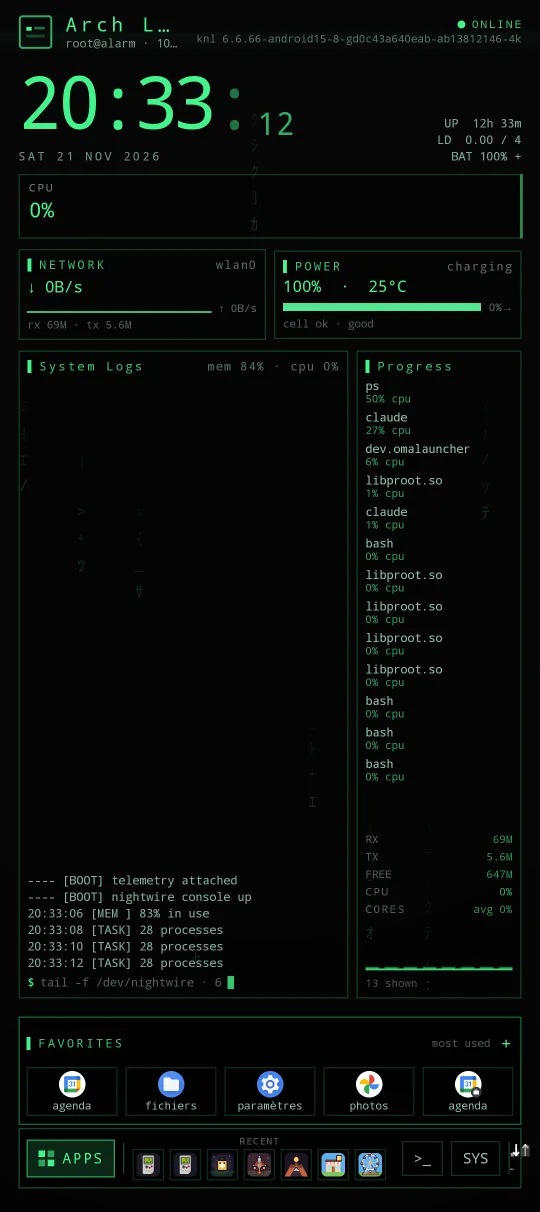 Arch L…
root@alarm · 10…
ONLINE
knl 6.6.66-android15-8-gd0c43a640eab-ab13812146-4k
20:33:12
UP 12h 33m
LD 0.00 / 4
BAT 100% +
SAT 21 NOV 2026
CPU
0%
NETWORK wlan0
↓ 0B/s
↑ 0B/s
rx 69M · tx 5.6M
POWER charging
100% · 25°C
0%→
cell ok · good
System Logs mem 84% · cpu 0%
---- [BOOT] telemetry attached
---- [BOOT] nightwire console up
20:33:06 [MEM ] 83% in use
20:33:08 [TASK] 28 processes
20:33:10 [TASK] 28 processes
20:33:12 [TASK] 28 processes
$ tail -f /dev/nightwire · 6
Progress
ps
50% cpu
claude
27% cpu
dev.omalauncher
6% cpu
libproot.so
1% cpu
claude
1% cpu
bash
0% cpu
libproot.so
0% cpu
libproot.so
0% cpu
libproot.so
0% cpu
libproot.so
0% cpu
bash
0% cpu
bash
0% cpu
bash
0% cpu
RX 69M
TX 5.6M
FREE 647M
CPU 0%
CORES avg 0%
13 shown
FAVORITES most used +
agenda
fichiers
paramètres
photos
agenda
APPS
RECENT
>_
SYS